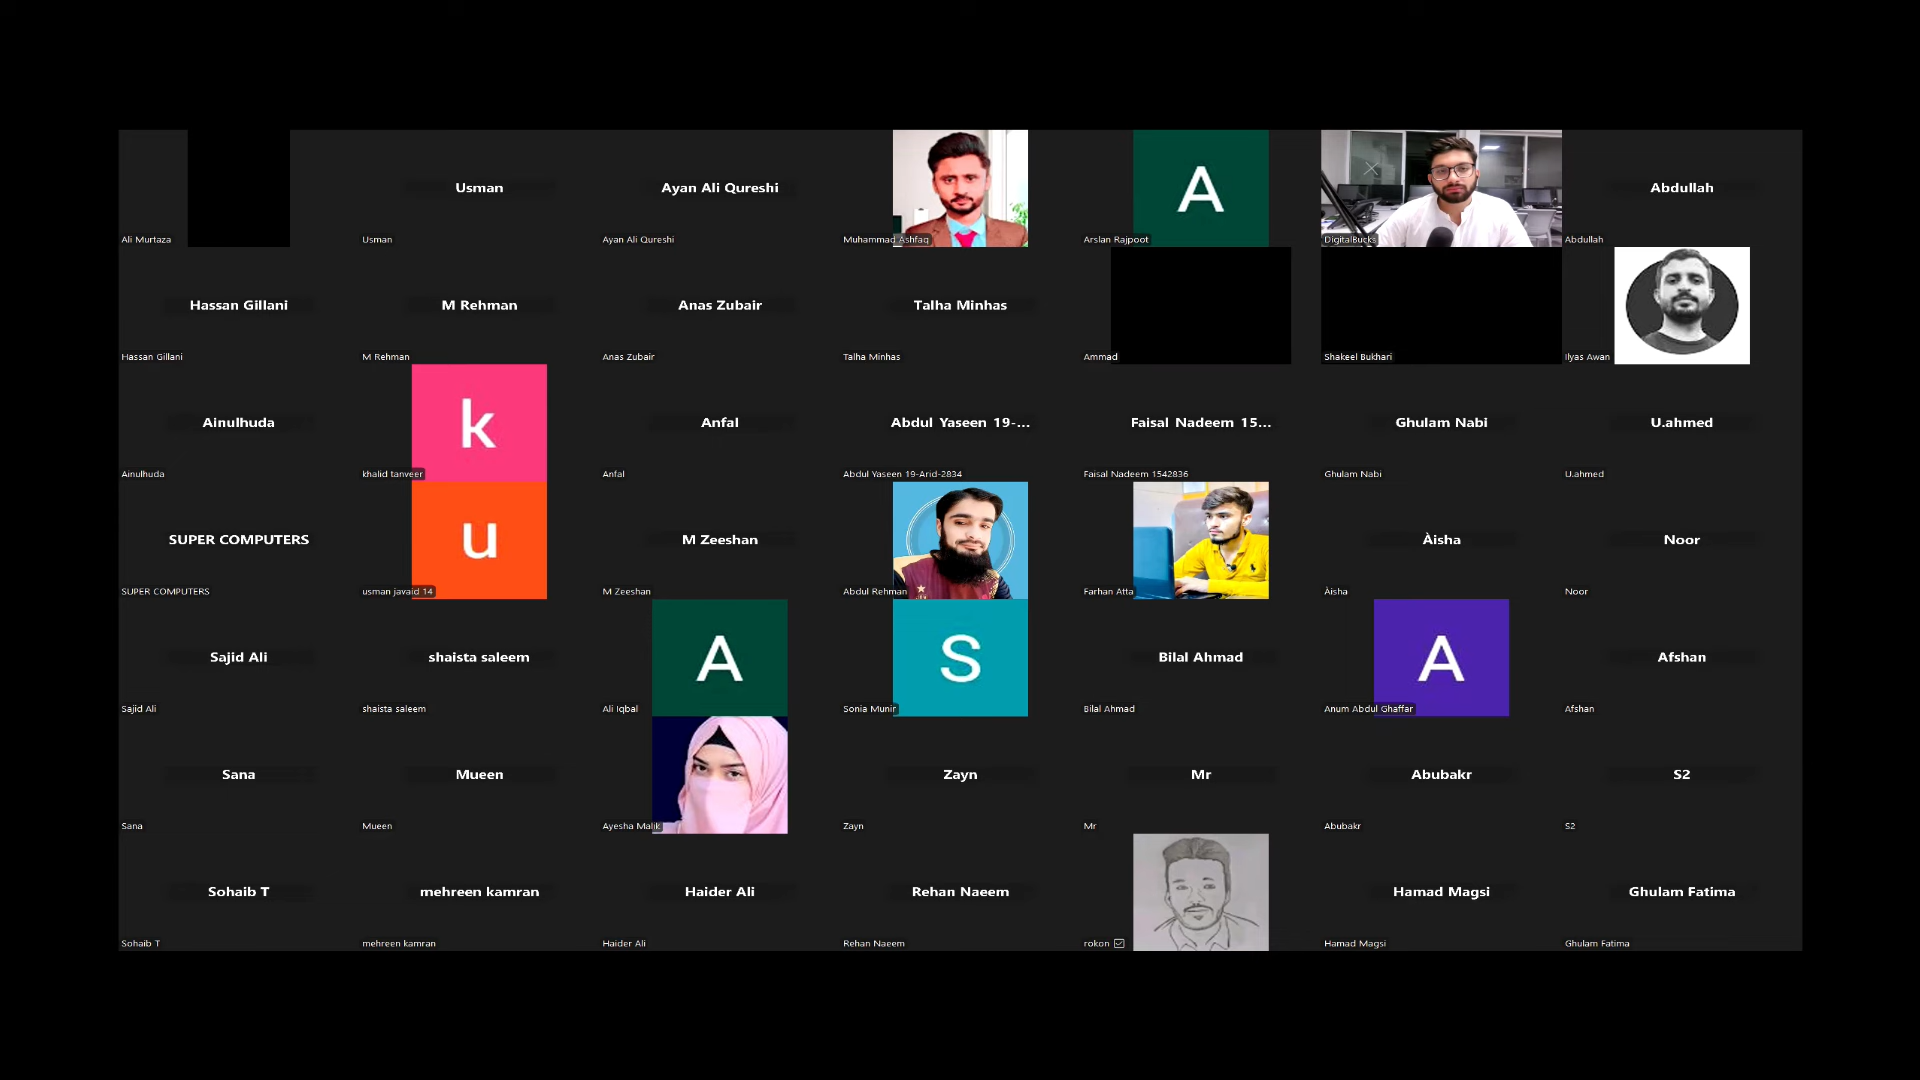 Ali Murtaza
Usman
Usman
Ayan Ali Qureshi
Ayan Ali Qureshi
Muhammad Ashfaq
A
Arslan Rajpoot
DigitalBucks
Abdullah
Abdullah
Hassan Gillani
Hassan Gillani
M Rehman
M Rehman
Anas Zubair
Anas Zubair
Talha Minhas
Talha Minhas
Ammad
Shakeel Bukhari
Ilyas Awan
Ainulhuda
Ainulhuda
k
khalid tanveer
Anfal
Anfal
Abdul Yaseen 19-...
Abdul Yaseen 19-Arid-2834
Faisal Nadeem 15...
Faisal Nadeem 1542836
Ghulam Nabi
Ghulam Nabi
U.ahmed
U.ahmed
SUPER COMPUTERS
SUPER COMPUTERS
u
usman javaid 14
M Zeeshan
M Zeeshan
Abdul Rehman
Farhan Atta
Àisha
Àisha
Noor
Noor
Sajid Ali
Sajid Ali
shaista saleem
shaista saleem
A
Ali Iqbal
S
Sonia Munir
Bilal Ahmad
Bilal Ahmad
A
Anum Abdul Ghaffar
Afshan
Afshan
Sana
Sana
Mueen
Mueen
Ayesha Malik
Zayn
Zayn
Mr
Mr
Abubakr
Abubakr
S2
S2
Sohaib T
Sohaib T
mehreen kamran
mehreen kamran
Haider Ali
Haider Ali
Rehan Naeem
Rehan Naeem
rokon
Hamad Magsi
Hamad Magsi
Ghulam Fatima
Ghulam Fatima